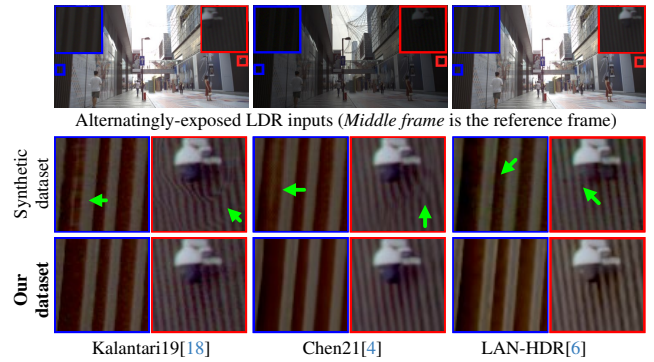 Alternatingly-exposed LDR inputs (Middle frame is the reference frame)
Synthetic
dataset
Our
dataset
Kalantari19[18]
Chen21[4]
LAN-HDR[6]